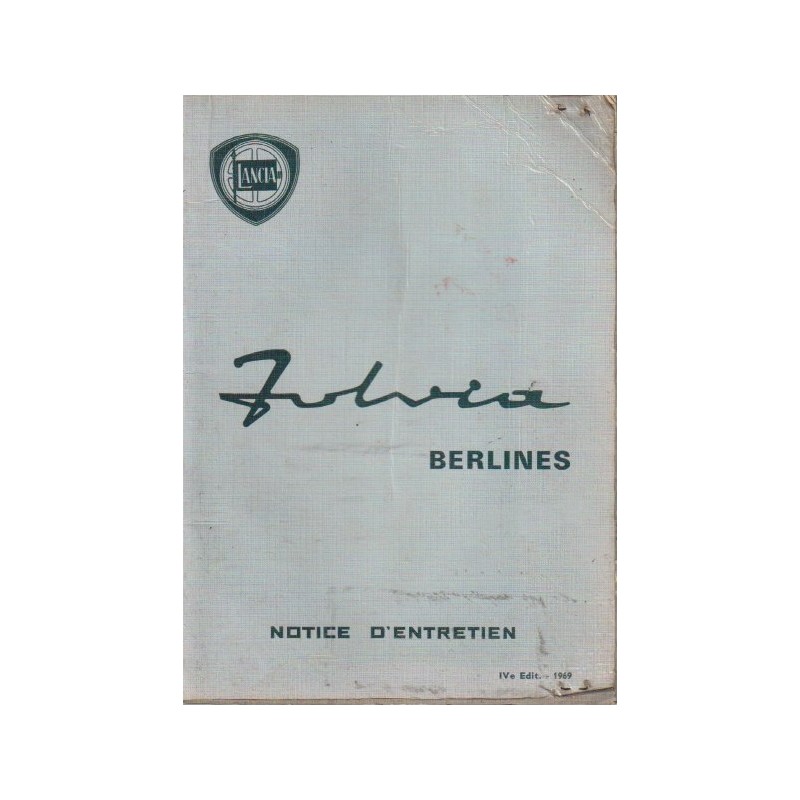 LANCIA
Fulvia
BERLINES
NOTICE D'ENTRETIEN
IVe Edit. - 1969